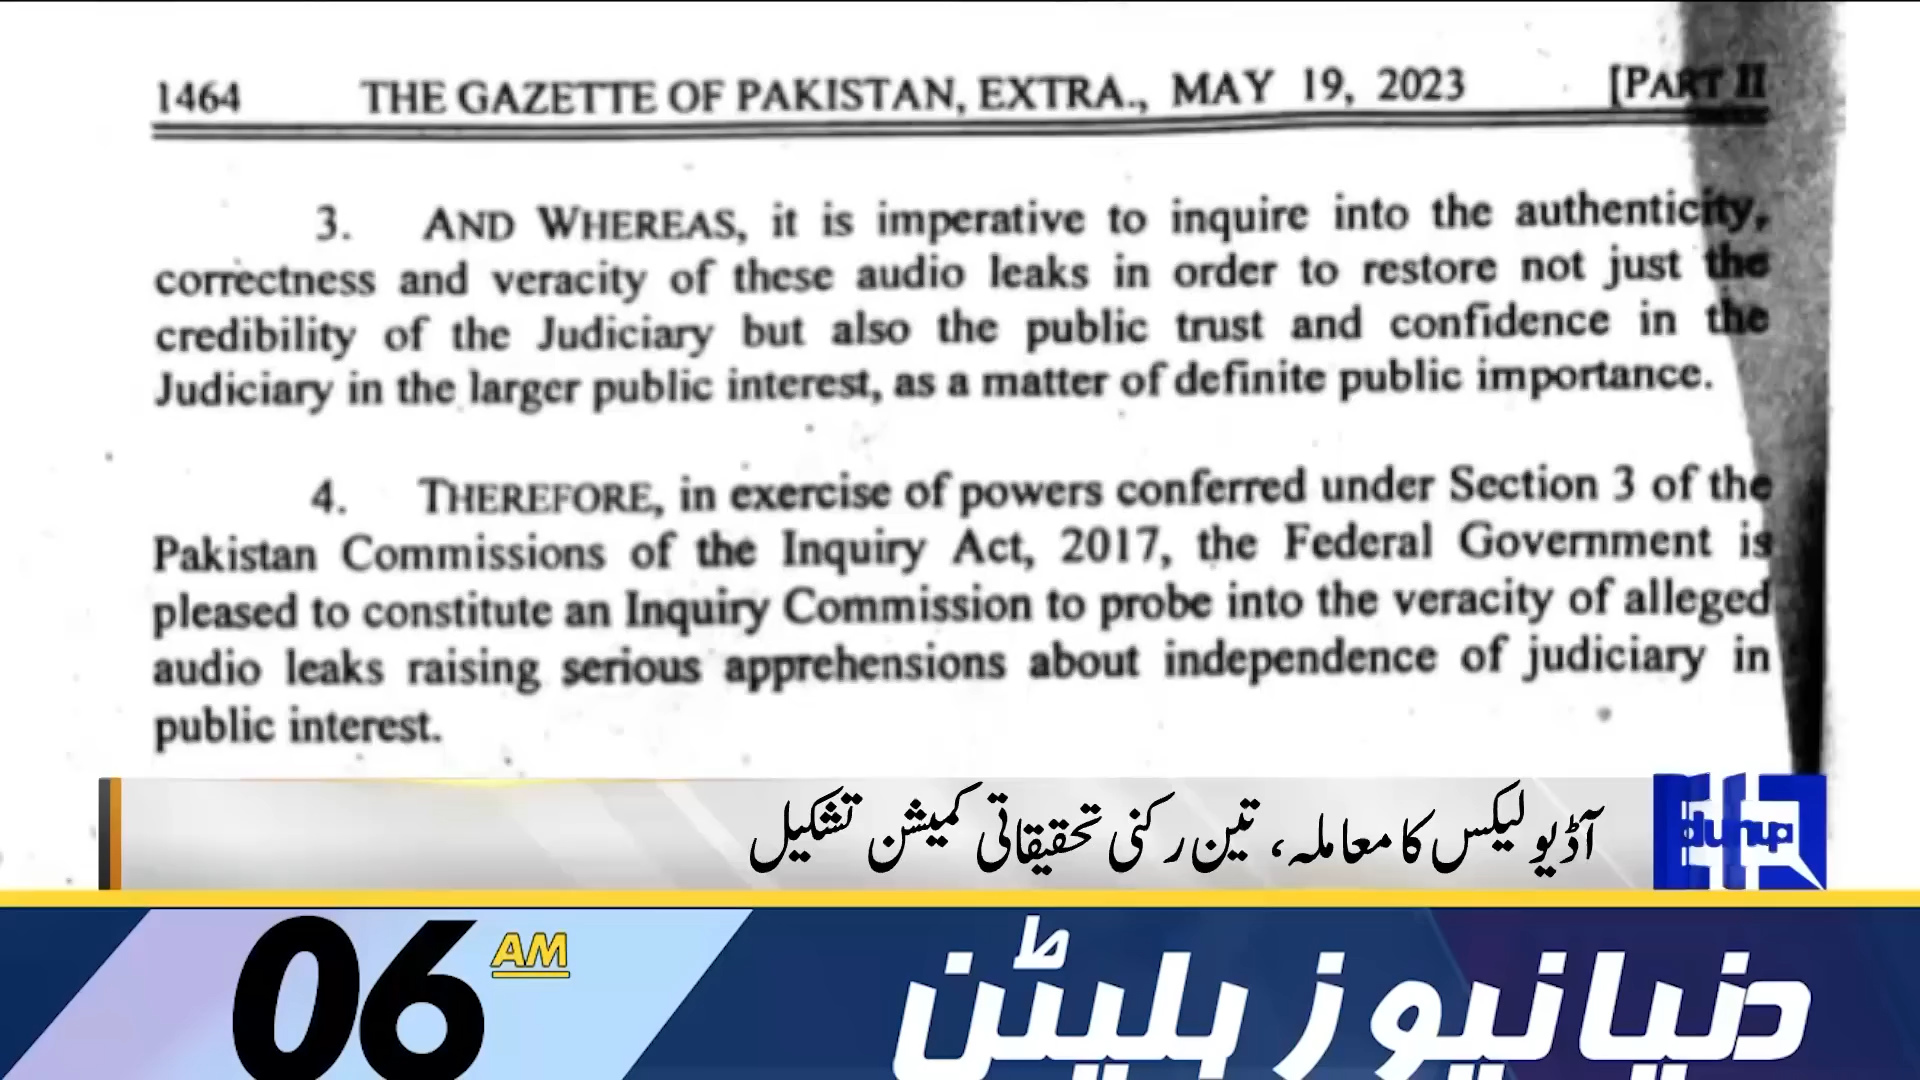 1464 THE GAZETTE OF PAKISTAN, EXTRA., MAY 19, 2023 [PART II
3. AND WHEREAS, it is imperative to inquire into the authenticity,
correctness and veracity of these audio leaks in order to restore not just the
credibility of the Judiciary but also the public trust and confidence in the
Judiciary in the larger public interest, as a matter of definite public importance.
4. THEREFORE, in exercise of powers conferred under Section 3 of the
Pakistan Commissions of the Inquiry Act, 2017, the Federal Government is
pleased to constitute an Inquiry Commission to probe into the veracity of alleged
audio leaks raising serious apprehensions about independence of judiciary in
public interest.
آڈیو لیکس کا معاملہ، تین رکنی تحقیقاتی کمیشن تشکیل
06 AM
دنیا نیوز بلیٹن